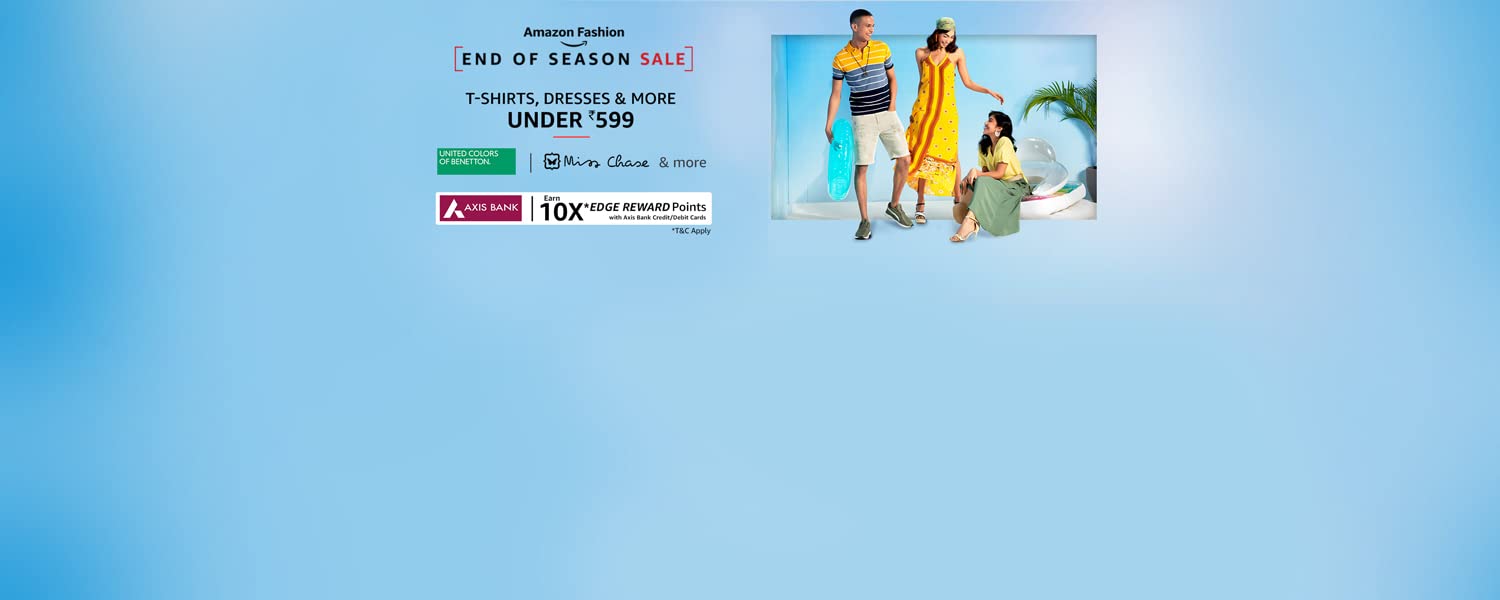 Amazon Fashion
[END OF SEASON SALE]
T-SHIRTS, DRESSES & MORE
UNDER ₹599
UNITED COLORS
OF BENETTON.
Miss Chase & more
AXIS BANK
Earn
10X *EDGE REWARD Points
with Axis Bank Credit/Debit Cards
*T&C Apply